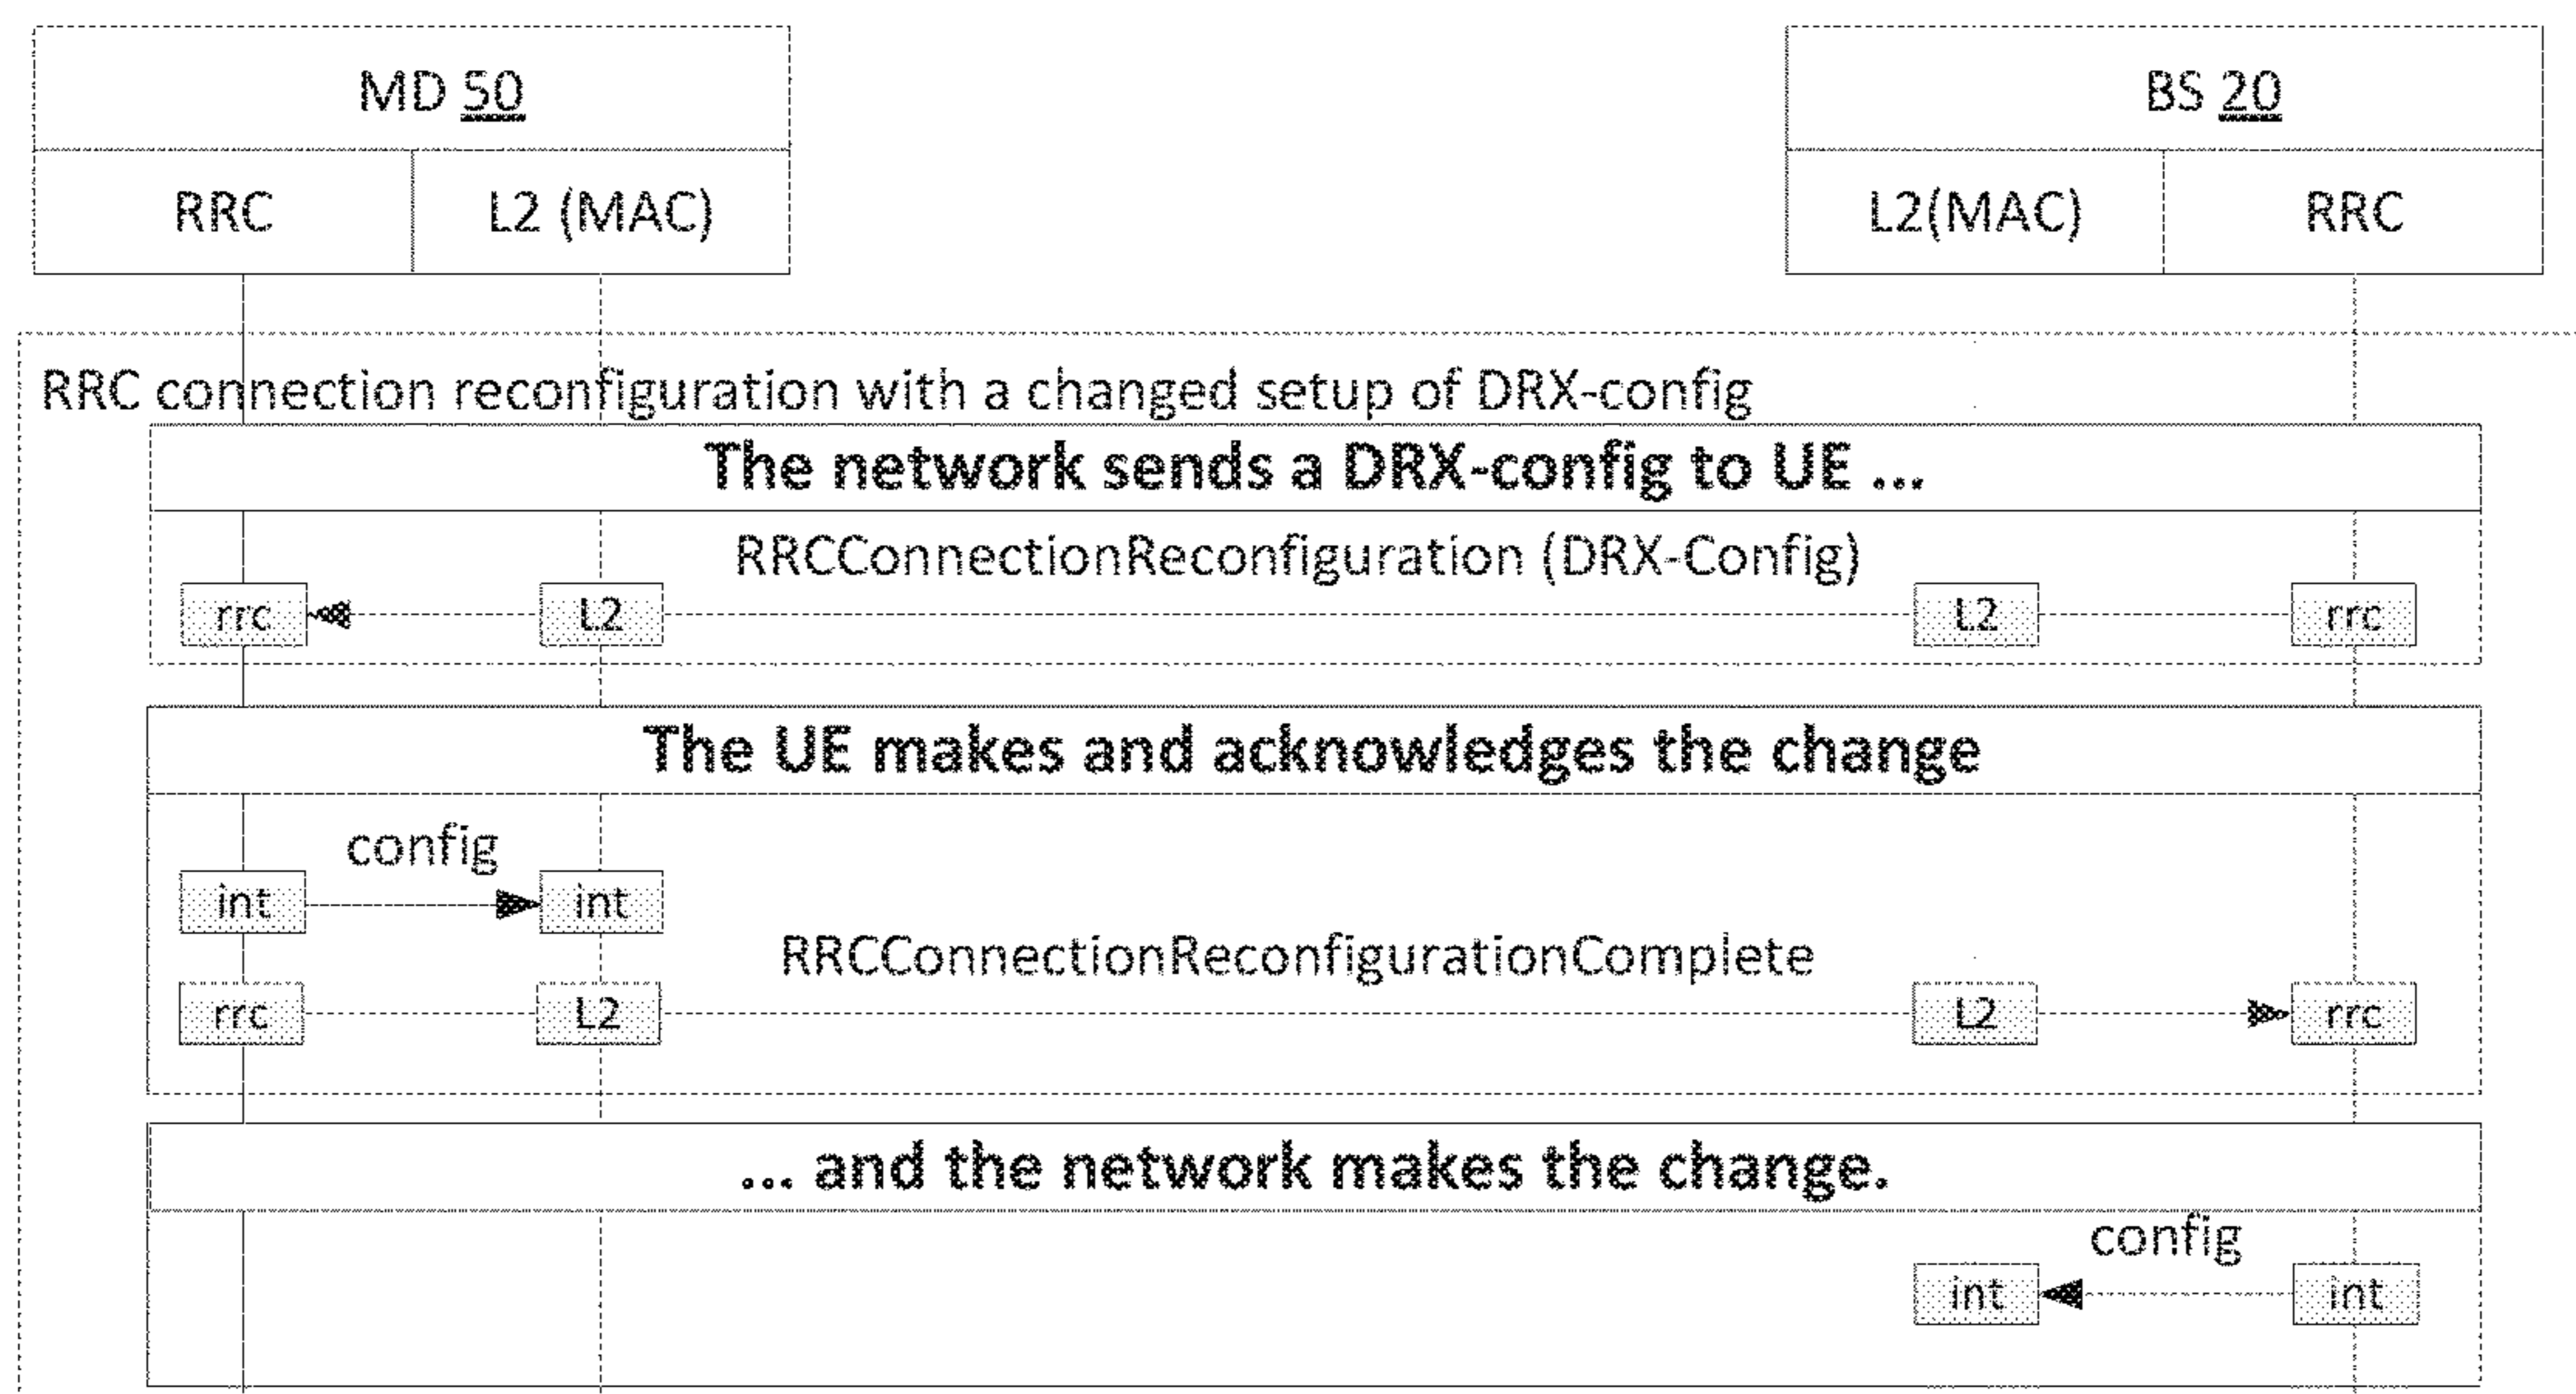 MD 50
BS 20
RRC
L2 (MAC)
L2(MAC)
RRC
RRC connection reconfiguration with a changed setup of DRX-config
The network sends a DRX-config to UE ...
RRCConnectionReconfiguration (DRX-Config)
rrc
L2
L2
rrc
The UE makes and acknowledges the change
config
int
int
RRCConnectionReconfigurationComplete
rrc
L2
L2
rrc
... and the network makes the change.
config
int
int